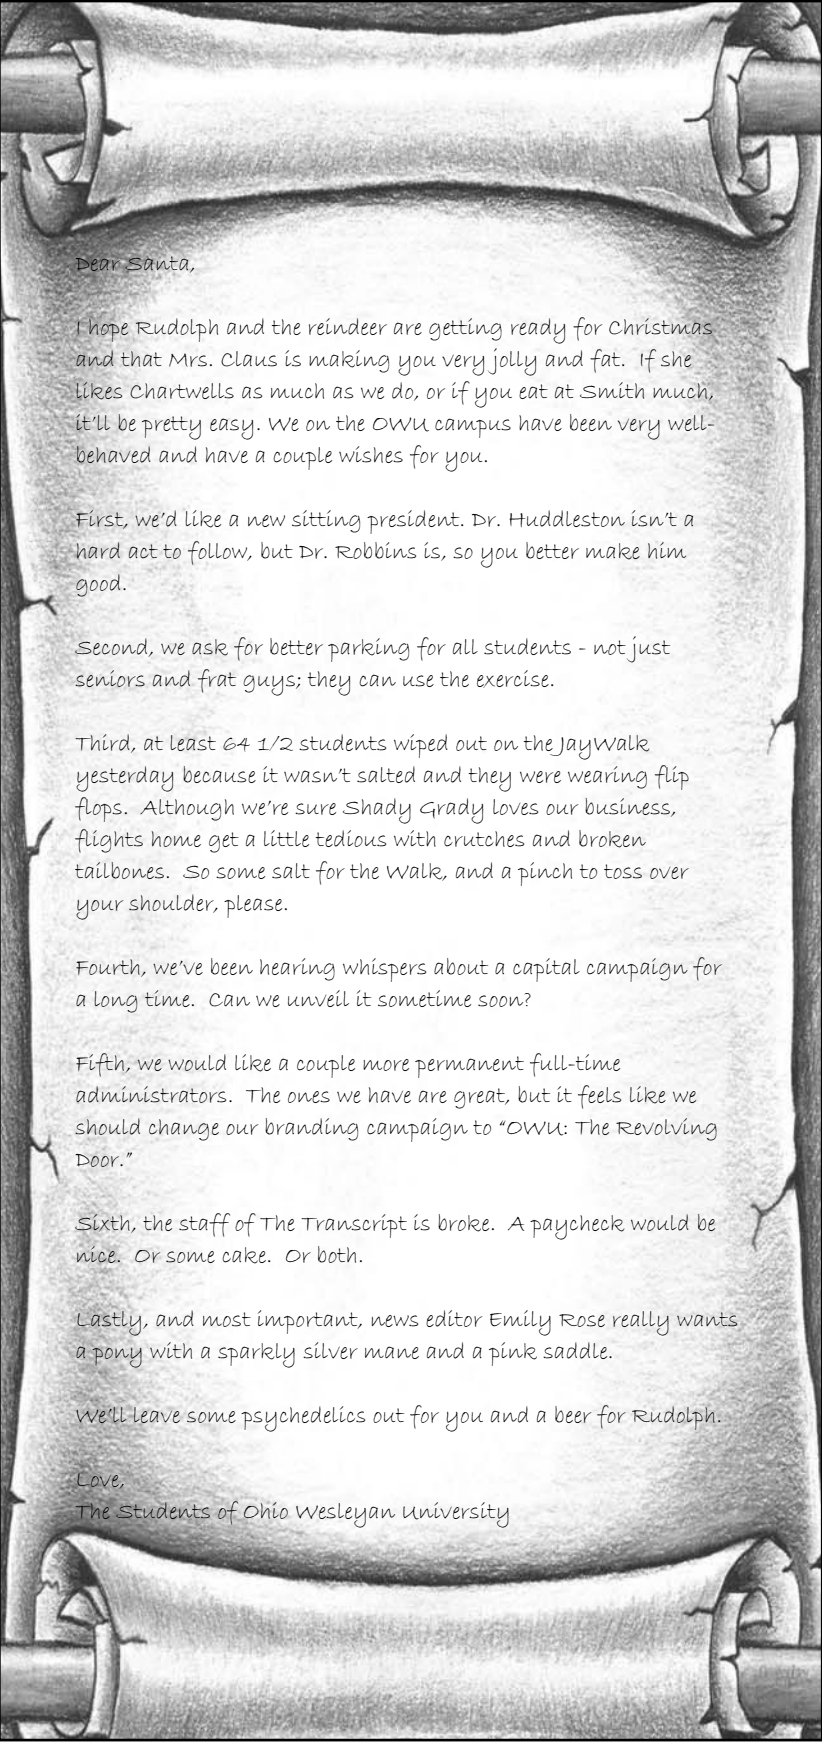 Dear Santa,
I hope Rudolph and the reindeer are getting ready for Christmas
and that Mrs. Claus is making you very jolly and fat.  If she
likes Chartwells as much as we do, or if you eat at Smith much,
it'll be pretty easy. We on the OWU campus have been very well-
behaved and have a couple wishes for you.
First, we'd like a new sitting president. Dr. Huddleston isn't a
hard act to follow, but Dr. Robbins is, so you better make him
good.
Second, we ask for better parking for all students - not just
seniors and frat guys; they can use the exercise.
Third, at least 64 1/2 students wiped out on the JayWalk
yesterday because it wasn't salted and they were wearing flip
flops.  Although we're sure Shady Grady loves our business,
flights home get a little tedious with crutches and broken
tailbones.  So some salt for the Walk, and a pinch to toss over
your shoulder, please.
Fourth, we've been hearing whispers about a capital campaign for
a long time.  Can we unveil it sometime soon?
Fifth, we would like a couple more permanent full-time
administrators.  The ones we have are great, but it feels like we
should change our branding campaign to "OWU: The Revolving
Door."
Sixth, the staff of The Transcript is broke.  A paycheck would be
nice.  Or some cake.  Or both.
Lastly, and most important, news editor Emily Rose really wants
a pony with a sparkly silver mane and a pink saddle.
We'll leave some psychedelics out for you and a beer for Rudolph.
Love,
The Students of Ohio Wesleyan University